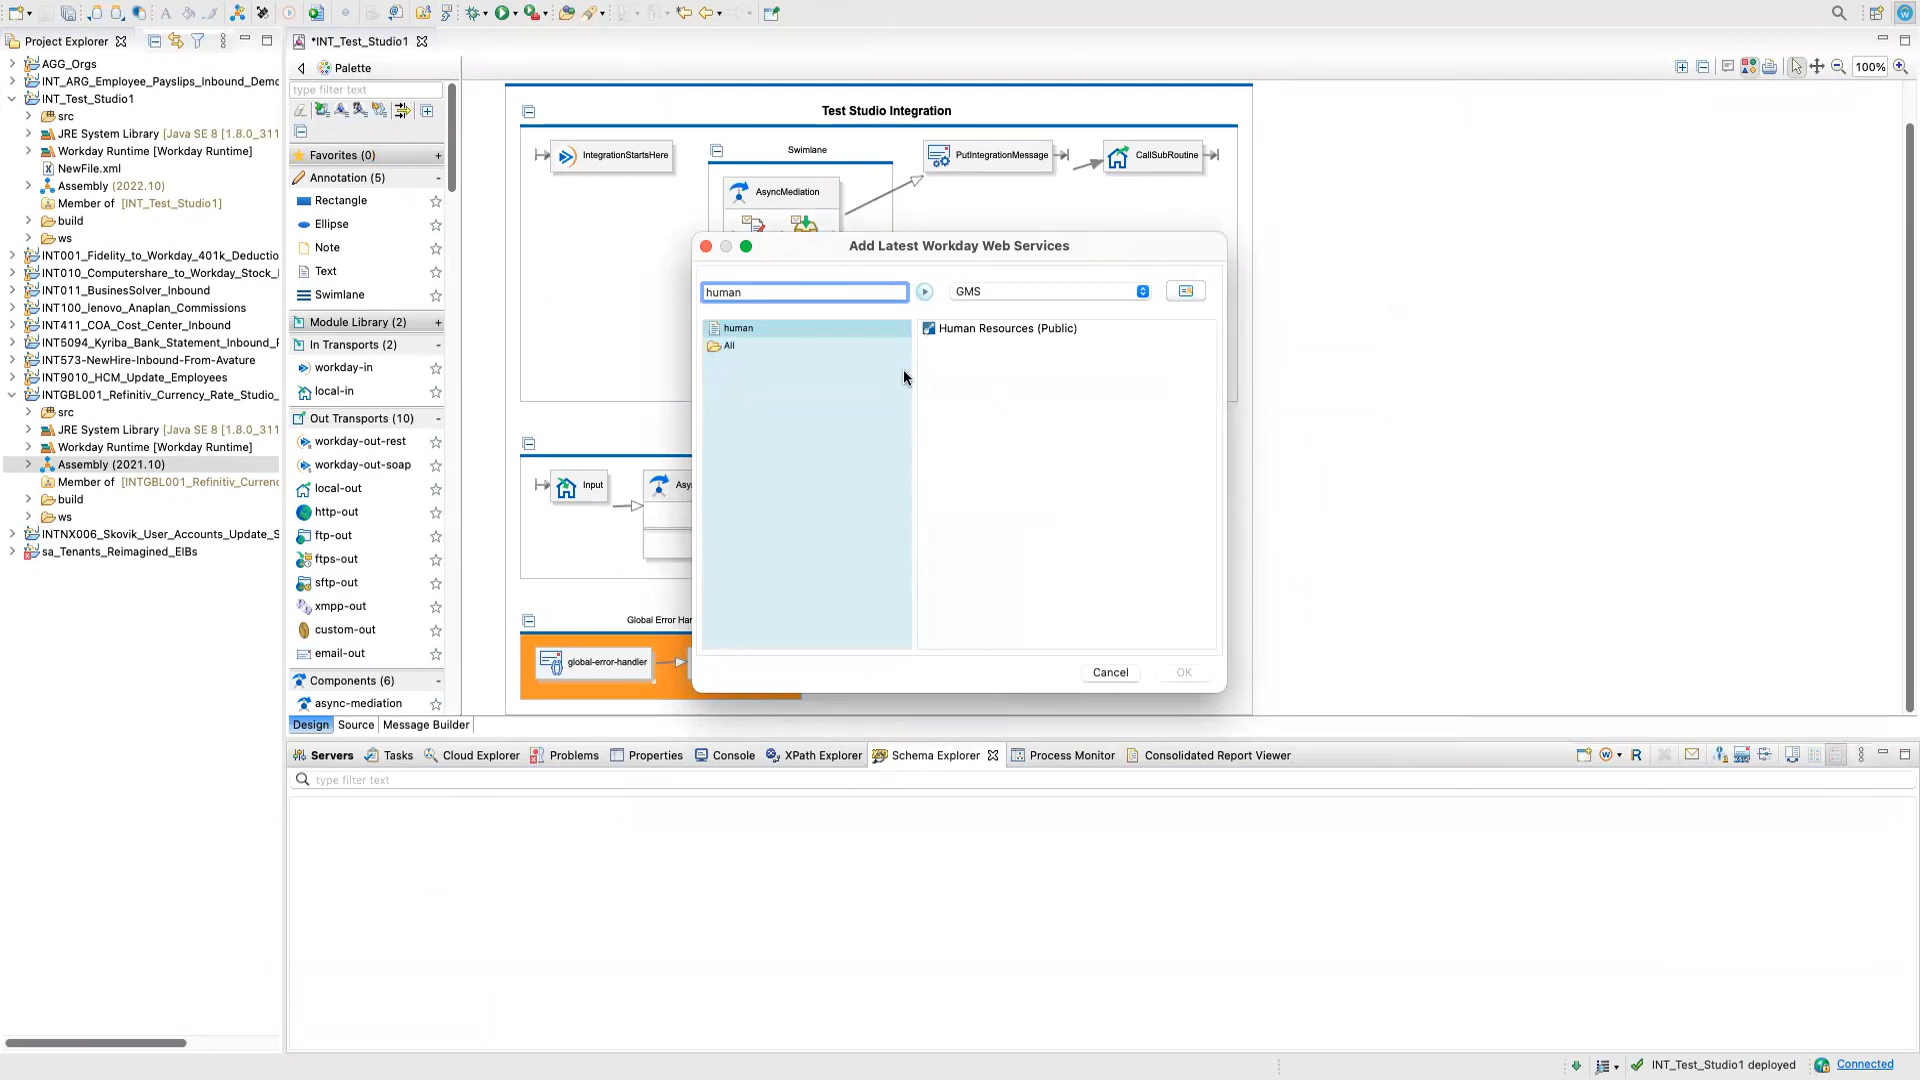 Project Explorer
*INT_Test_Studio1
AGG_Orgs
INT_ARG_Employee_Payslips_Inbound_Demo
INT_Test_Studio1
src
JRE System Library [Java SE 8 [1.8.0_311
Workday Runtime [Workday Runtime]
NewFile.xml
Assembly (2022.10)
Member of [INT_Test_Studio1]
build
ws
INT001_Fidelity_to_Workday_401k_Deductio
INT010_Computershare_to_Workday_Stock_
INT011_BusinesSolver_Inbound
INT100_lenovo_Anaplan_Commissions
INT411_COA_Cost_Center_Inbound
INT5094_Kyriba_Bank_Statement_Inbound_
INT573-NewHire-Inbound-From-Avature
INT9010_HCM_Update_Employees
INTGBL001_Refinitiv_Currency_Rate_Studio_
src
JRE System Library [Java SE 8 [1.8.0_311
Workday Runtime [Workday Runtime]
Assembly (2021.10)
Member of [INTGBL001_Refinitiv_Currenc
build
ws
INTNX006_Skovik_User_Accounts_Update_S
sa_Tenants_Reimagined_EIBs
Palette
type filter text
Favorites (0)
Annotation (5)
Rectangle
Ellipse
Note
Text
Swimlane
Module Library (2)
In Transports (2)
workday-in
local-in
Out Transports (10)
workday-out-rest
workday-out-soap
local-out
http-out
ftp-out
ftps-out
sftp-out
xmpp-out
custom-out
email-out
Components (6)
async-mediation
100%
Test Studio Integration
IntegrationStartsHere
Swimlane
AsyncMediation
PutIntegrationMessage
CallSubRoutine
Input
Asy
Global Error Har
global-error-handler
Add Latest Workday Web Services
human
GMS
human
All
Human Resources (Public)
Cancel
OK
Design
Source
Message Builder
Servers
Tasks
Cloud Explorer
Problems
Properties
Console
XPath Explorer
Schema Explorer
Process Monitor
Consolidated Report Viewer
type filter text
INT_Test_Studio1 deployed
Connected